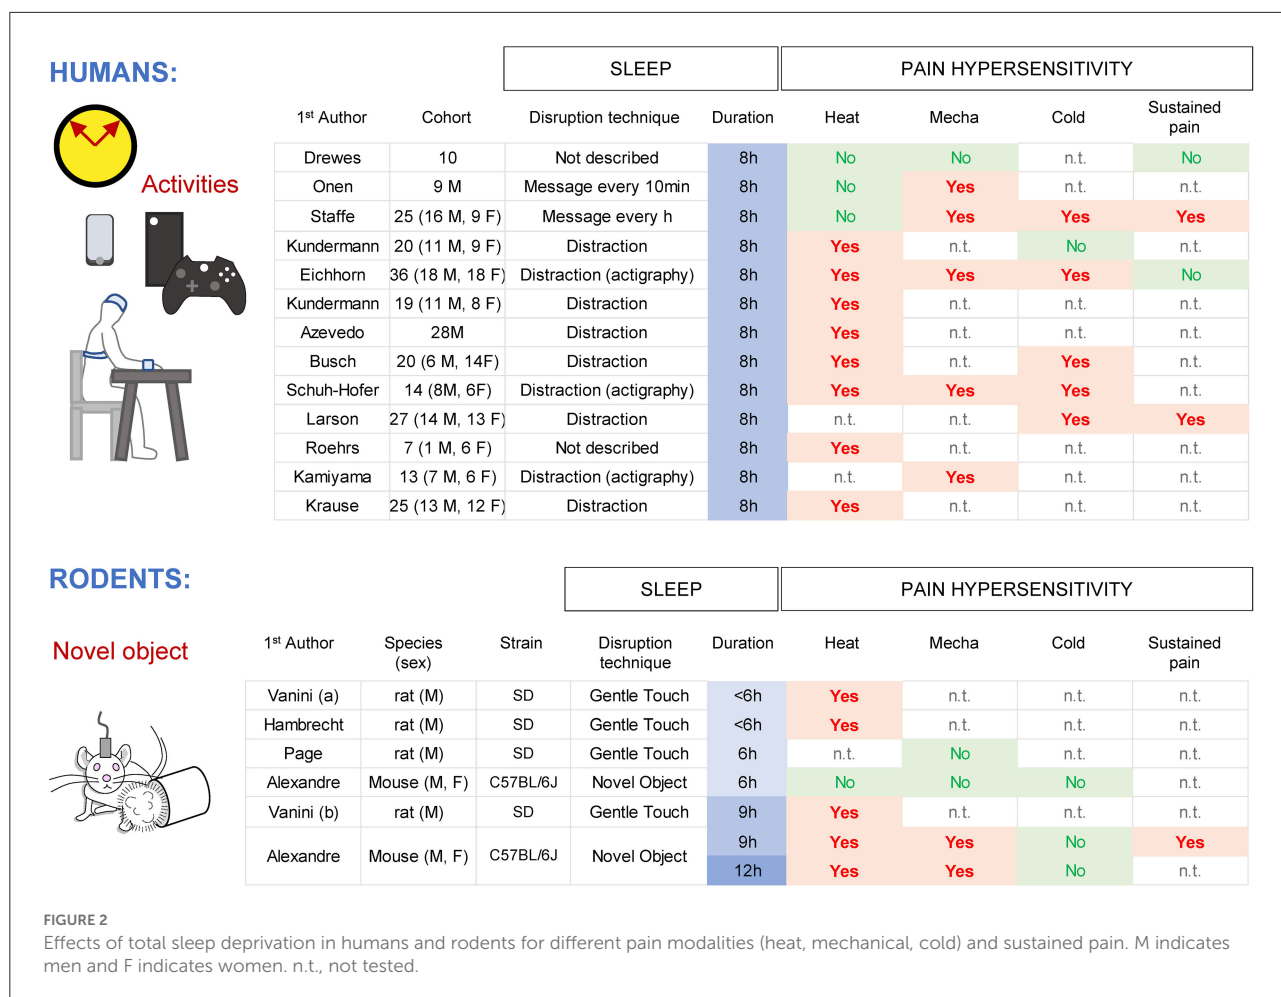 HUMANS:
SLEEP PAIN HYPERSENSITIVITY
1st Author Cohort Disruption technique Duration Heat Mecha Cold Sustained pain
Drewes 10 Not described 8h No No n.t. No
Activities
Onen 9 M Message every 10min 8h No Yes n.t. n.t.
Staffe 25 (16 M, 9 F) Message every h 8h No Yes Yes Yes
Kundermann 20 (11 M, 9 F) Distraction 8h Yes n.t. No n.t.
Eichhorn 36 (18 M, 18 F) Distraction (actigraphy) 8h Yes Yes Yes No
Kundermann 19 (11 M, 8 F) Distraction 8h Yes n.t. n.t. n.t.
Azevedo 28M Distraction 8h Yes n.t. n.t. n.t.
Busch 20 (6 M, 14F) Distraction 8h Yes n.t. Yes n.t.
Schuh-Hofer 14 (8M, 6F) Distraction (actigraphy) 8h Yes Yes Yes n.t.
Larson 27 (14 M, 13 F) Distraction 8h n.t. n.t. Yes Yes
Roehrs 7 (1 M, 6 F) Not described 8h Yes n.t. n.t. n.t.
Kamiyama 13 (7 M, 6 F) Distraction (actigraphy) 8h n.t. Yes n.t. n.t.
Krause 25 (13 M, 12 F) Distraction 8h Yes n.t. n.t. n.t.
RODENTS:
SLEEP PAIN HYPERSENSITIVITY
Novel object
1st Author Species (sex) Strain Disruption technique Duration Heat Mecha Cold Sustained pain
Vanini (a) rat (M) SD Gentle Touch <6h Yes n.t. n.t. n.t.
Hambrecht rat (M) SD Gentle Touch <6h Yes n.t. n.t. n.t.
Page rat (M) SD Gentle Touch 6h n.t. No n.t. n.t.
Alexandre Mouse (M, F) C57BL/6J Novel Object 6h No No No n.t.
Vanini (b) rat (M) SD Gentle Touch 9h Yes n.t. n.t. n.t.
Alexandre Mouse (M, F) C57BL/6J Novel Object 9h Yes Yes No Yes
12h Yes Yes No n.t.
FIGURE 2
Effects of total sleep deprivation in humans and rodents for different pain modalities (heat, mechanical, cold) and sustained pain. M indicates
men and F indicates women. n.t., not tested.